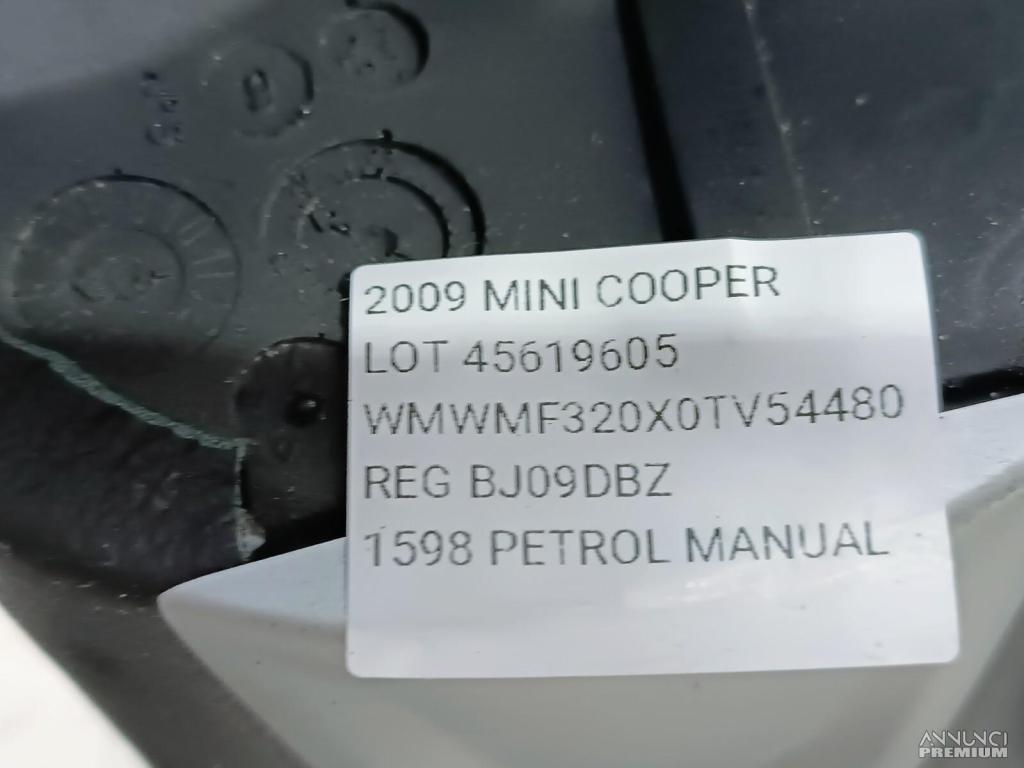 2009 MINI COOPER
LOT 45619605
WMWMF320X0TV54480
REG BJ09DBZ
1598 PETROL MANUAL
ANNUNCI
PREMIUM